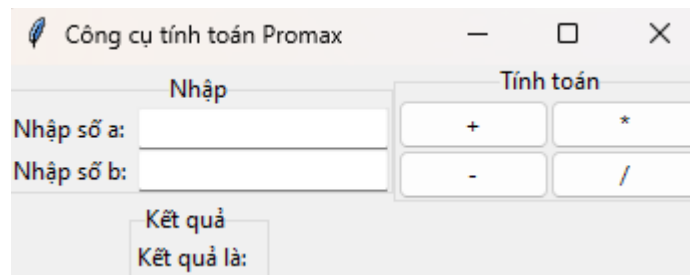 Công cụ tính toán Promax
Nhập
Nhập số a:
Nhập số b:
Tính toán
+ *
- /
Kết quả
Kết quả là: